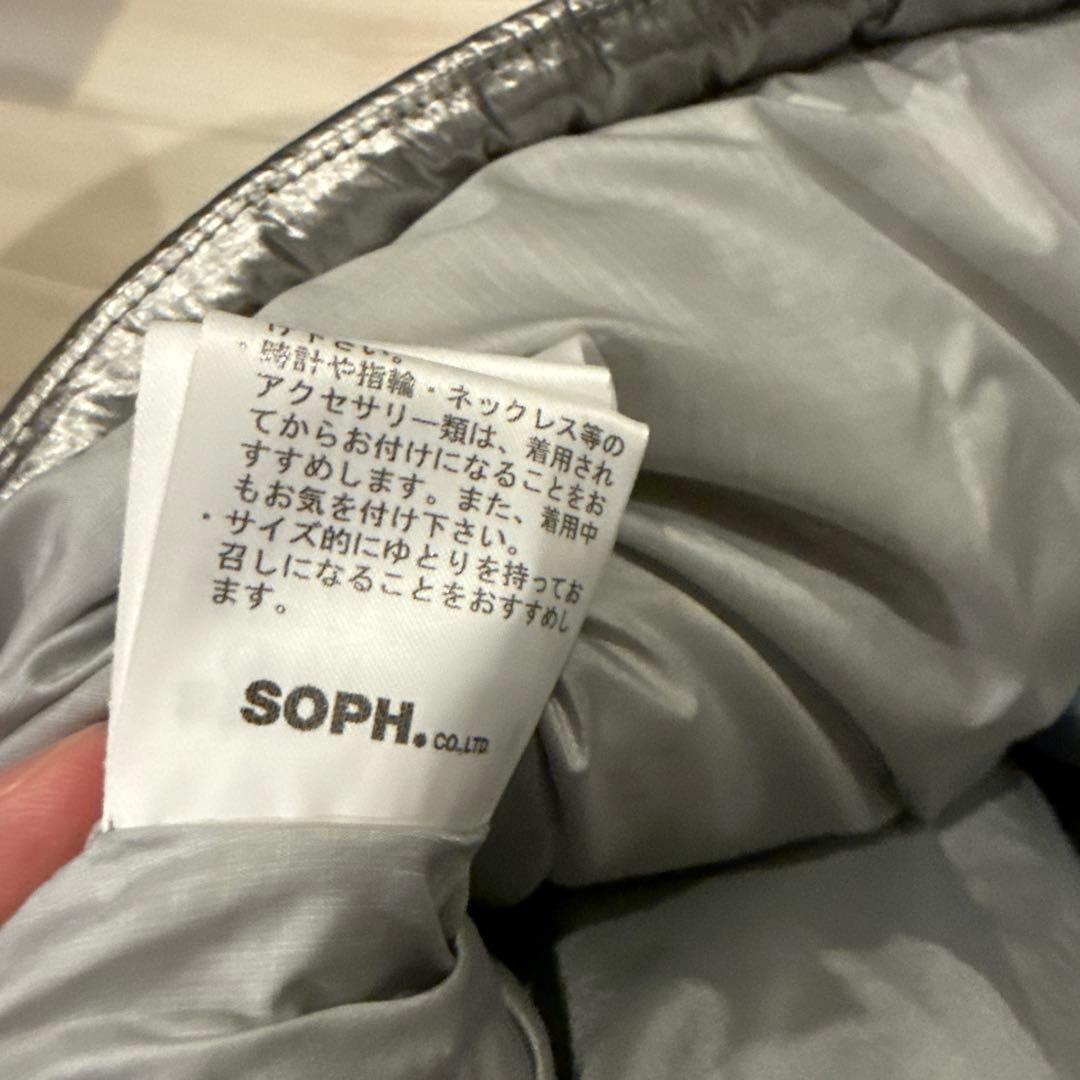 け下さい。
・時計や指輪・ネックレス等の
アクセサリー類は、着用され
てからお付けになることをお
すすめします。また、着用中
もお気を付け下さい。
・サイズ的にゆとりを持ってお
召しになることをおすすめし
ます。
SOPH. CO.,LTD.